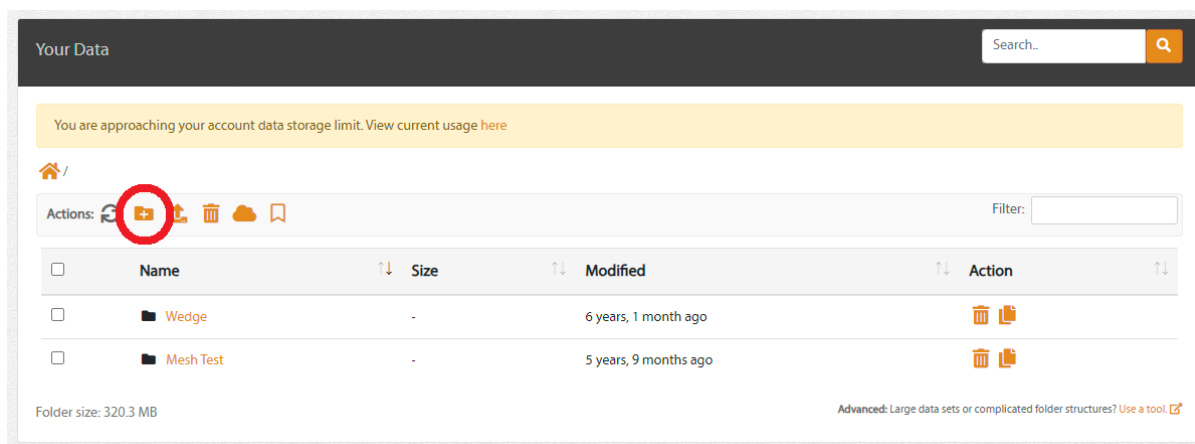 Your Data
Search..
You are approaching your account data storage limit. View current usage here
/
Actions:
Filter:
Name Size Modified Action
Wedge - 6 years, 1 month ago
Mesh Test - 5 years, 9 months ago
Folder size: 320.3 MB
Advanced: Large data sets or complicated folder structures? Use a tool.